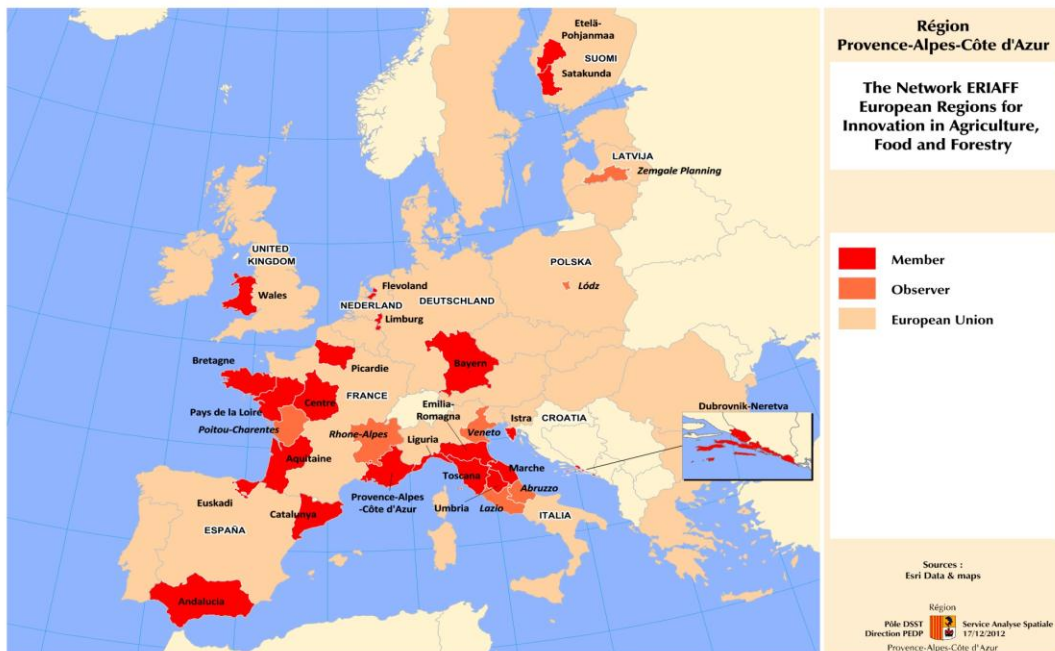 Etelä-
Pohjanmaa
SUOMI
Satakunda
LATVIJA
Zemgale Planning
UNITED
KINGDOM
Wales
POLSKA
Lódz
Flevoland
NEDERLAND
DEUTSCHLAND
Limburg
Bretagne
Picardie
Bayern
Centre
FRANCE
Pays de la Loiré
Poitou-Charentes
Emilia-
Romagna
Istra
CROATIA
Dubrovnik-Neretva
Rhone-Alpes
Liguria
Veneto
Aquitaine
Marche
Toscana
Abruzzo
Provence-Alpes
-Côte d'Azur
Umbria
Lazio
ITALIA
Euskadi
Catalunya
ESPAÑA
Andalucia
Région
Provence-Alpes-Côte d'Azur
The Network ERIAFF
European Regions for
Innovation in Agriculture,
Food and Forestry
Member
Observer
European Union
Sources :
Esri Data & maps
Région
Pôle DSST Service Analyse Spatiale
Direction PEDP 17/12/2012
Provence-Alpes-Côte d'Azur